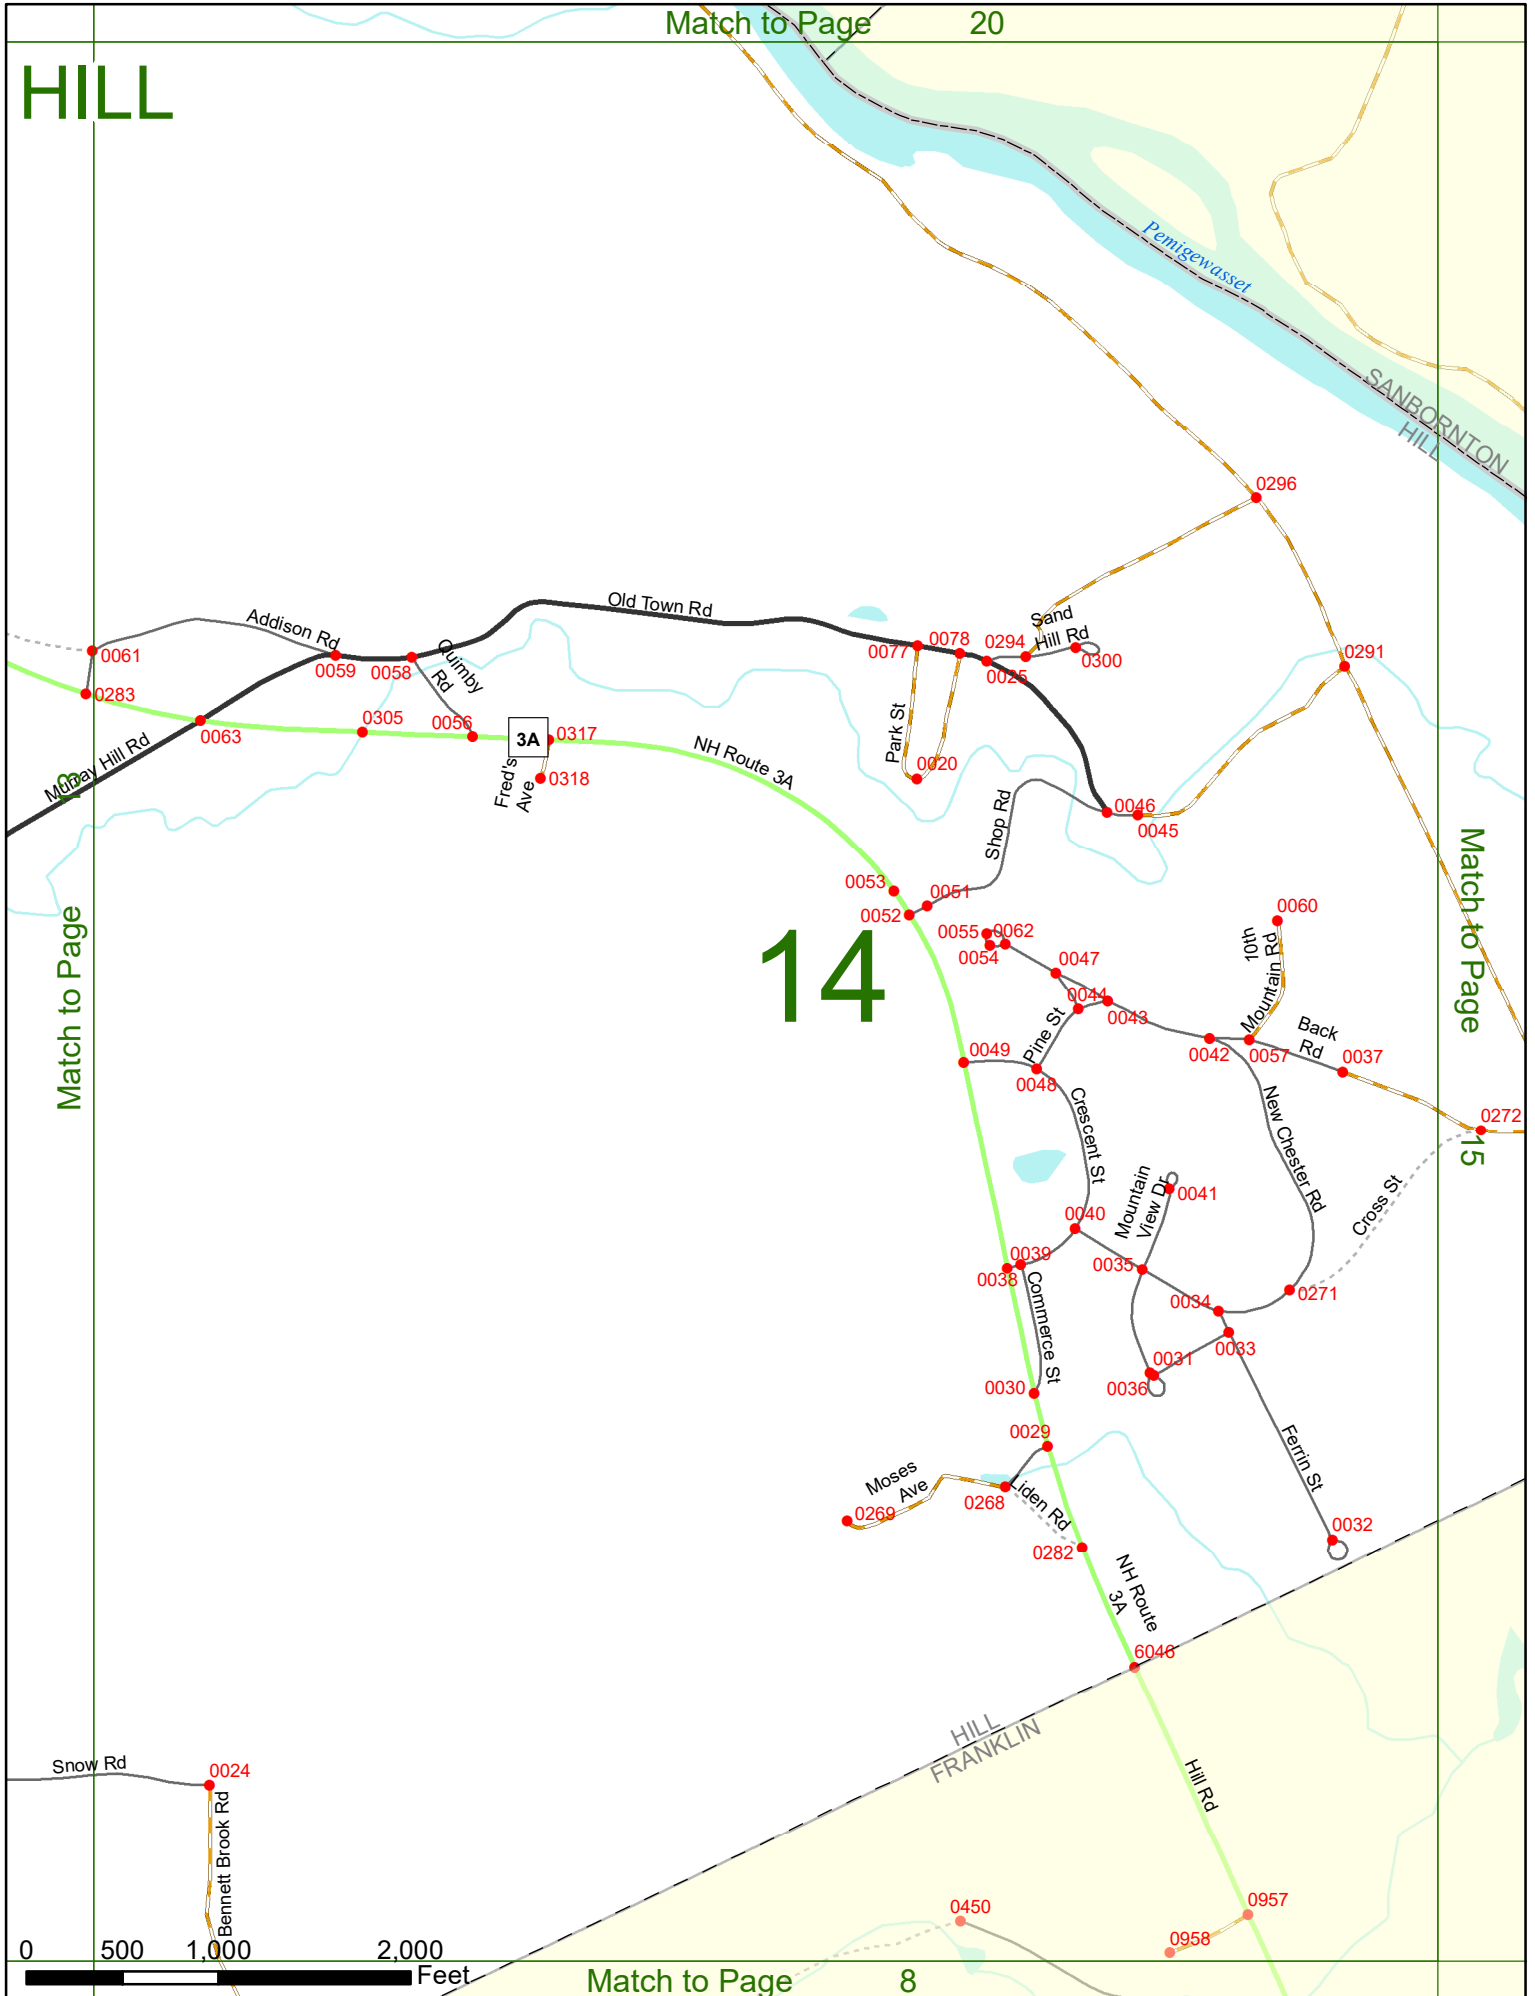 Match to Page 20
HILL
Pemigewasset
SANBORNTON
HILL
0296
Old Town Rd
Addison Rd
Sand
Hill Rd
0061
0059
0058
Quimby
Rd
0077
0078
0294
0025
0300
0291
0283
0063
0305
0056
3A
0317
NH Route 3A
Park St
Murray Hill Rd
13
Fred's
Ave
0318
0020
0046
0045
Shop Rd
Match to Page
0053
0051
0052
0060
Match to Page
14
0055
0062
0054
10th
Mountain Rd
0047
0044
0043
Pine St
Back
Rd
0042
0057
0037
0049
0048
Crescent St
New Chester Rd
0272
15
Mountain
View Dr
0041
Cross St
0040
0039
0038
0035
0271
Commerce St
0034
0033
0031
0036
0030
0029
Ferrin St
Moses
Ave
0268
Liden Rd
0269
0032
0282
NH Route
3A
6046
HILL
FRANKLIN
Snow Rd
0024
Hill Rd
Bennett Brook Rd
0450
0957
0958
0 500 1,000 2,000
Feet
Match to Page 8